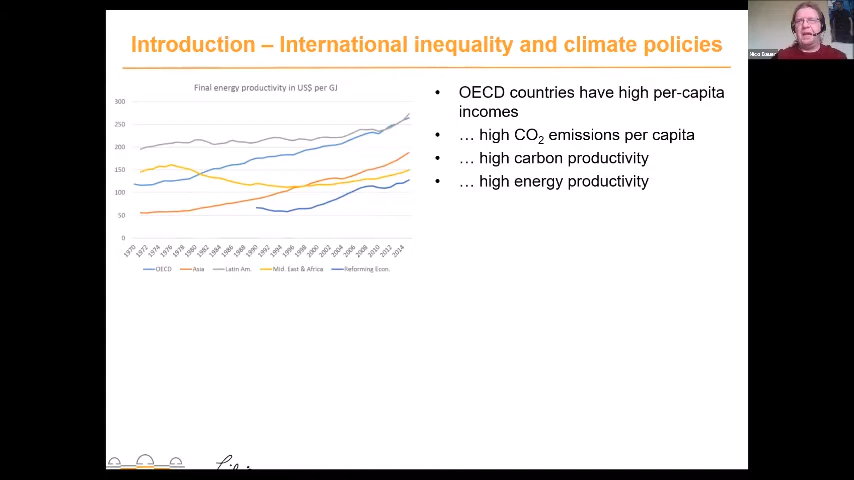 Introduction – International inequality and climate policies
Final energy productivity in US$ per GJ
300
250
200
150
100
50
0
1970 1972 1974 1976 1978 1980 1982 1984 1986 1988 1990 1992 1994 1996 1998 2000 2002 2004 2006 2008 2010 2012 2014
OECD Asia Latin Am. Mid East & Africa Reforming Econ.
• OECD countries have high per-capita
incomes
• … high CO2 emissions per capita
• … high carbon productivity
• … high energy productivity
Nico Bauer